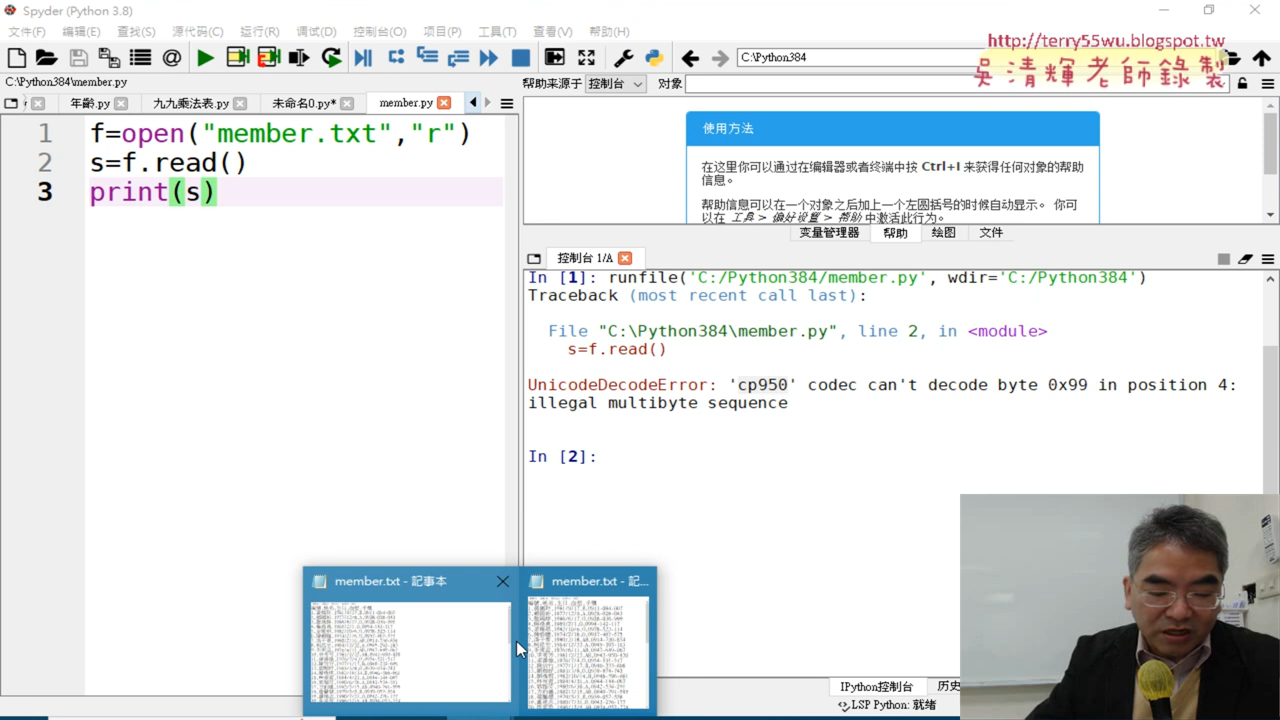 Spyder (Python 3.8)
文件(F) 编辑(E) 查找(S) 源代码(C) 运行(R) 调试(D) 控制台(O) 项目(P) 工具(T) 查看(V) 帮助(H)
http://terry55wu.blogspot.tw
吳清輝老師錄製
C:\Python384
C:\Python384\member.py
帮助来源于 控制台 对象
年龄.py 九九乘法表.py 未命名0.py* member.py
1 f=open("member.txt","r")
2 s=f.read()
3 print(s)
使用方法
在这里你可以通过在编辑器或者终端中按 Ctrl+I 来获得任何对象的帮助
信息。
帮助信息可以在一个对象之后加上一个左圆括号的时候自动显示。 你可
以在 工具 > 偏好设置 > 帮助 中激活此行为。
变量管理器 帮助 绘图 文件
控制台 1/A
In [1]: runfile('C:/Python384/member.py', wdir='C:/Python384')
Traceback (most recent call last):
File "C:\Python384\member.py", line 2, in <module>
s=f.read()
UnicodeDecodeError: 'cp950' codec can't decode byte 0x99 in position 4:
illegal multibyte sequence
In [2]:
member.txt - 記事本
member.txt - 記...
IPython控制台 历史
LSP Python: 就绪